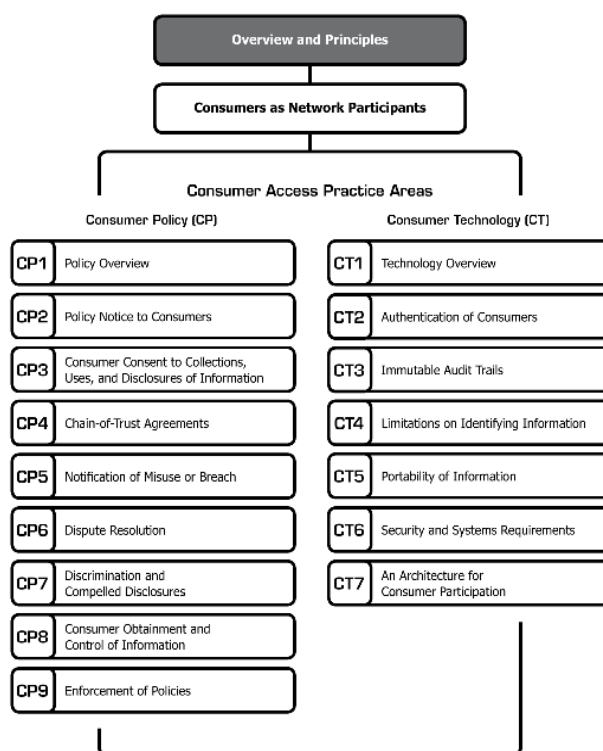 Overview and Principles
Consumers as Network Participants
Consumer Access Practice Areas
Consumer Policy (CP)
CP1 Policy Overview
CP2 Policy Notice to Consumers
CP3 Consumer Consent to Collections,
Uses, and Disclosures of Information
CP4 Chain-of-Trust Agreements
CP5 Notification of Misuse or Breach
CP6 Dispute Resolution
CP7 Discrimination and
Compelled Disclosures
CP8 Consumer Obtainment and
Control of Information
CP9 Enforcement of Policies
Consumer Technology (CT)
CT1 Technology Overview
CT2 Authentication of Consumers
CT3 Immutable Audit Trails
CT4 Limitations on Identifying Information
CT5 Portability of Information
CT6 Security and Systems Requirements
CT7 An Architecture for
Consumer Participation